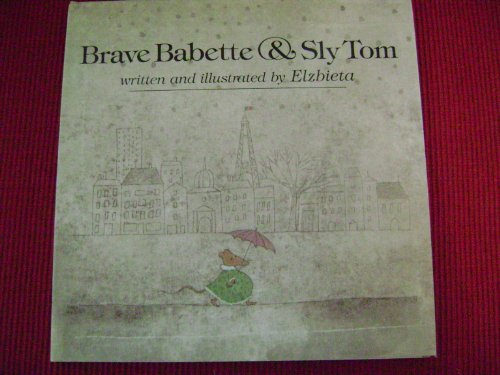 Brave Babette & Sly Tom
written and illustrated by Elzbieta